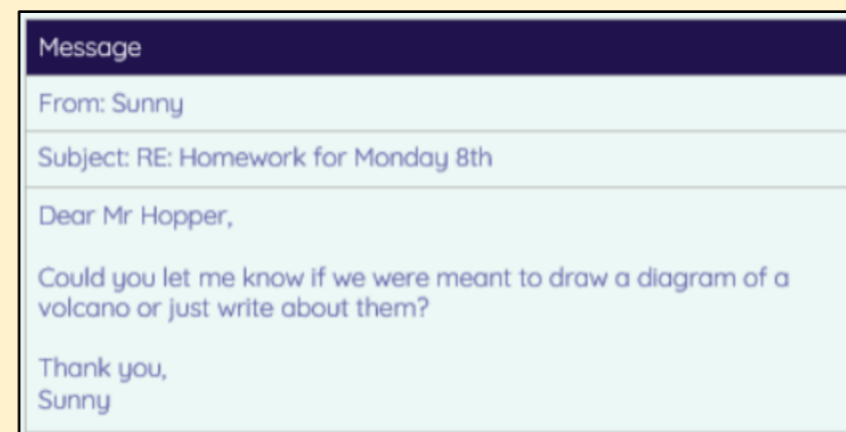 Message
From: Sunny
Subject: RE: Homework for Monday 8th
Dear Mr Hopper,
Could you let me know if we were meant to draw a diagram of a
volcano or just write about them?
Thank you,
Sunny